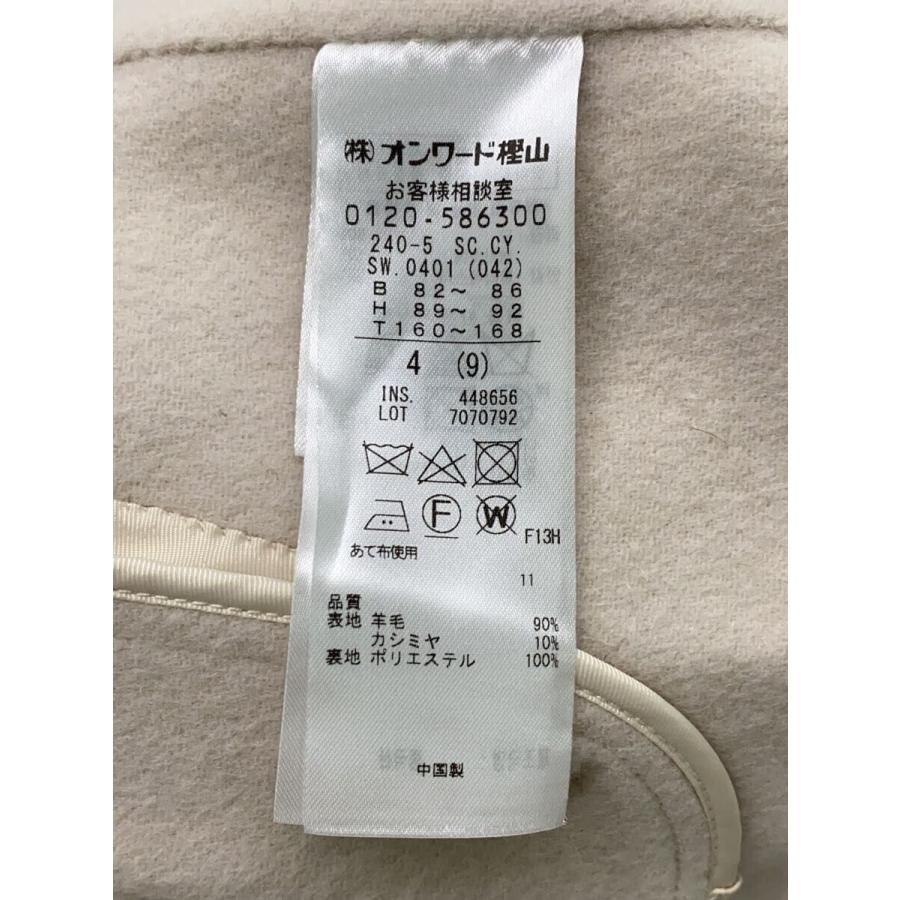 (株)オンワード樫山
お客様相談室
0120-586300
240-5 SC.CY.
SW.0401(042)
B 82～ 86
H 89～ 92
T160～168
4 (9)
INS. 448656
LOT 7070792
F
W
F13H
あて布使用
11
品質
表地 羊毛 90%
カシミヤ 10%
裏地 ポリエステル 100%
中国製